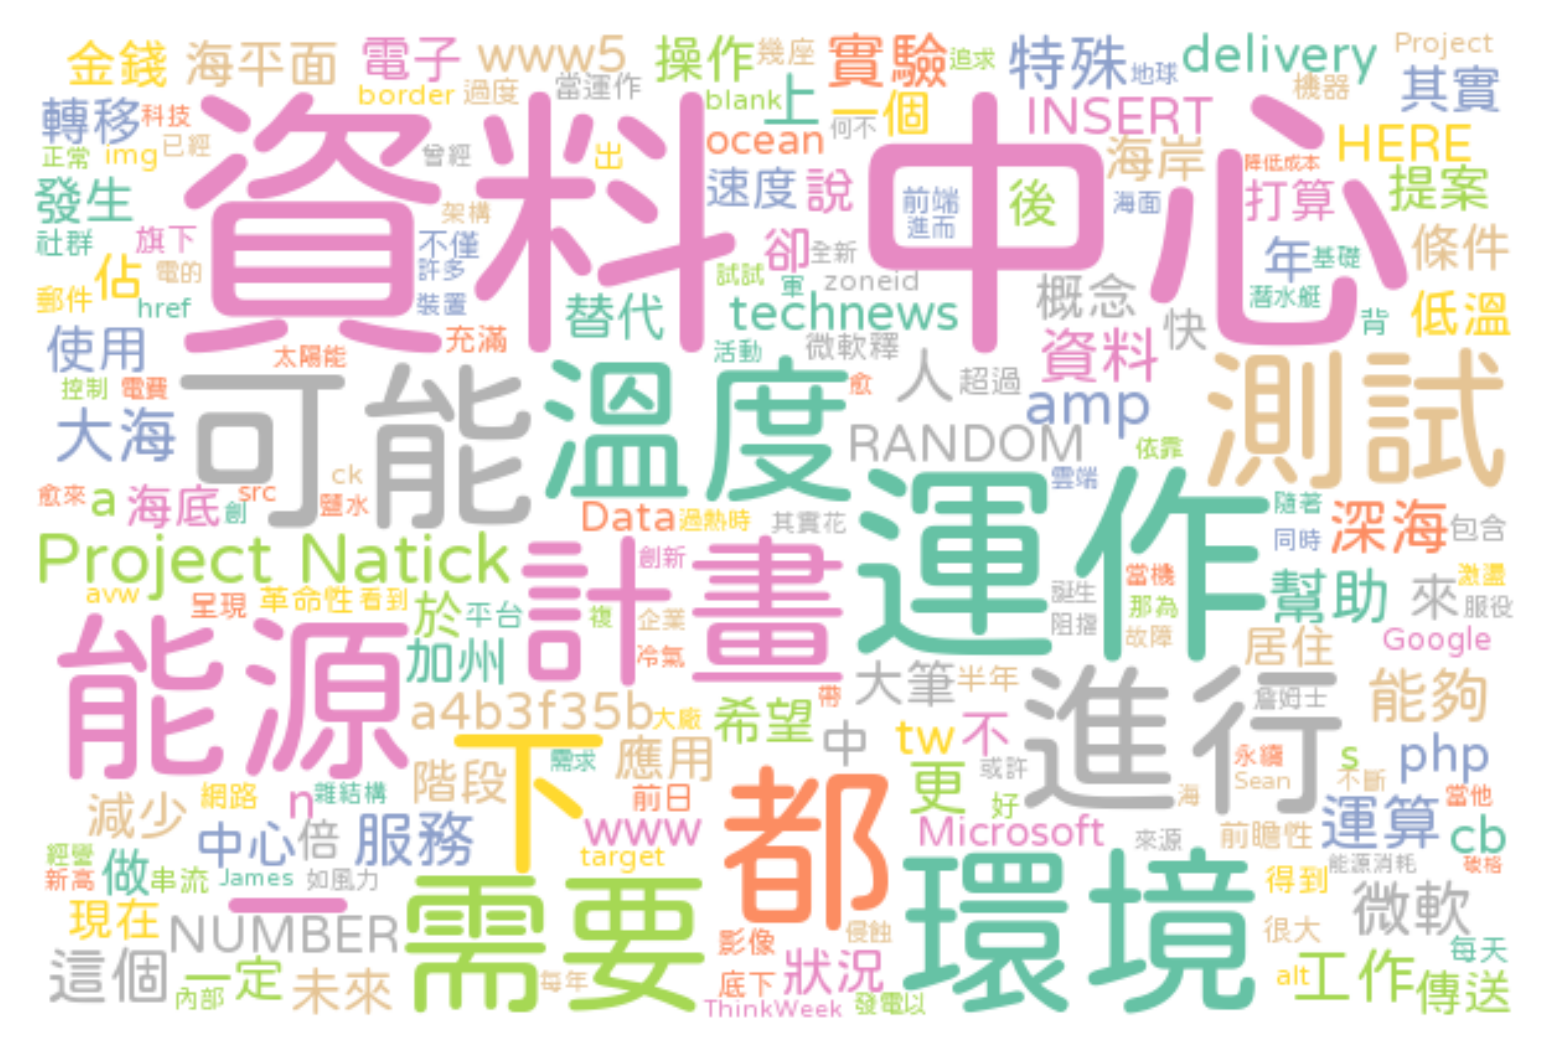 金錢 海平面 電子 www5 操作 幾座 實驗 追求 特殊 地球 delivery Project
轉移 科技 border 過度 當運作 blank 上 一個 何不 INSERT 機器 其實
正常 img 已經 曾經 出 ocean 海岸 降低成本 HERE
資料中心
發生 架構 速度 說 前端 進而 後 海面 打算 提案
社群 旗下 不僅 卻 全新 年 基礎 條件
郵件 佔 電的 href 許多 裝置 試試 軍 zoneid 概念 潛水艇 低溫
使用 太陽能 充滿 替代 technews 活動 微軟釋 資料 快 背
控制 電費 可能 溫度 愈 人 超過 amp 測試
大海 RANDOM 依靠
愈來 a 海底 src 創 ck 鹽水 Data 過熱時 其實花 雲端 隨著 深海 包含
Project Natick 計畫 創新 運作 同時
avw 呈現 革命性 看到 於 平台 複 企業 誕生 當機 那為 幫助 來 激盪 服役
能源 加州 冷氣 阻擋 故障 居住 Google
a4b3f35b 大廠 希望 帶 大筆 半年 進行 詹姆士 能夠
階段 下 需求 應用 中 tw 不 或許 永續 s php
減少 網路 n 雜結構 前日 都 更 好 海 Sean 不斷 當他
中心 倍 服務 www Microsoft 來源 前瞻性 運算 cb
經營 新高 做 串流 James 如風力 target 環境 能源消耗 破格
現在 NUMBER 一 需要 得到 微軟
這個 內部 一定 未來 每年 影像 侵蝕 狀況 很大 每天
底下 ThinkWeek 發電以 alt 工作 傳送